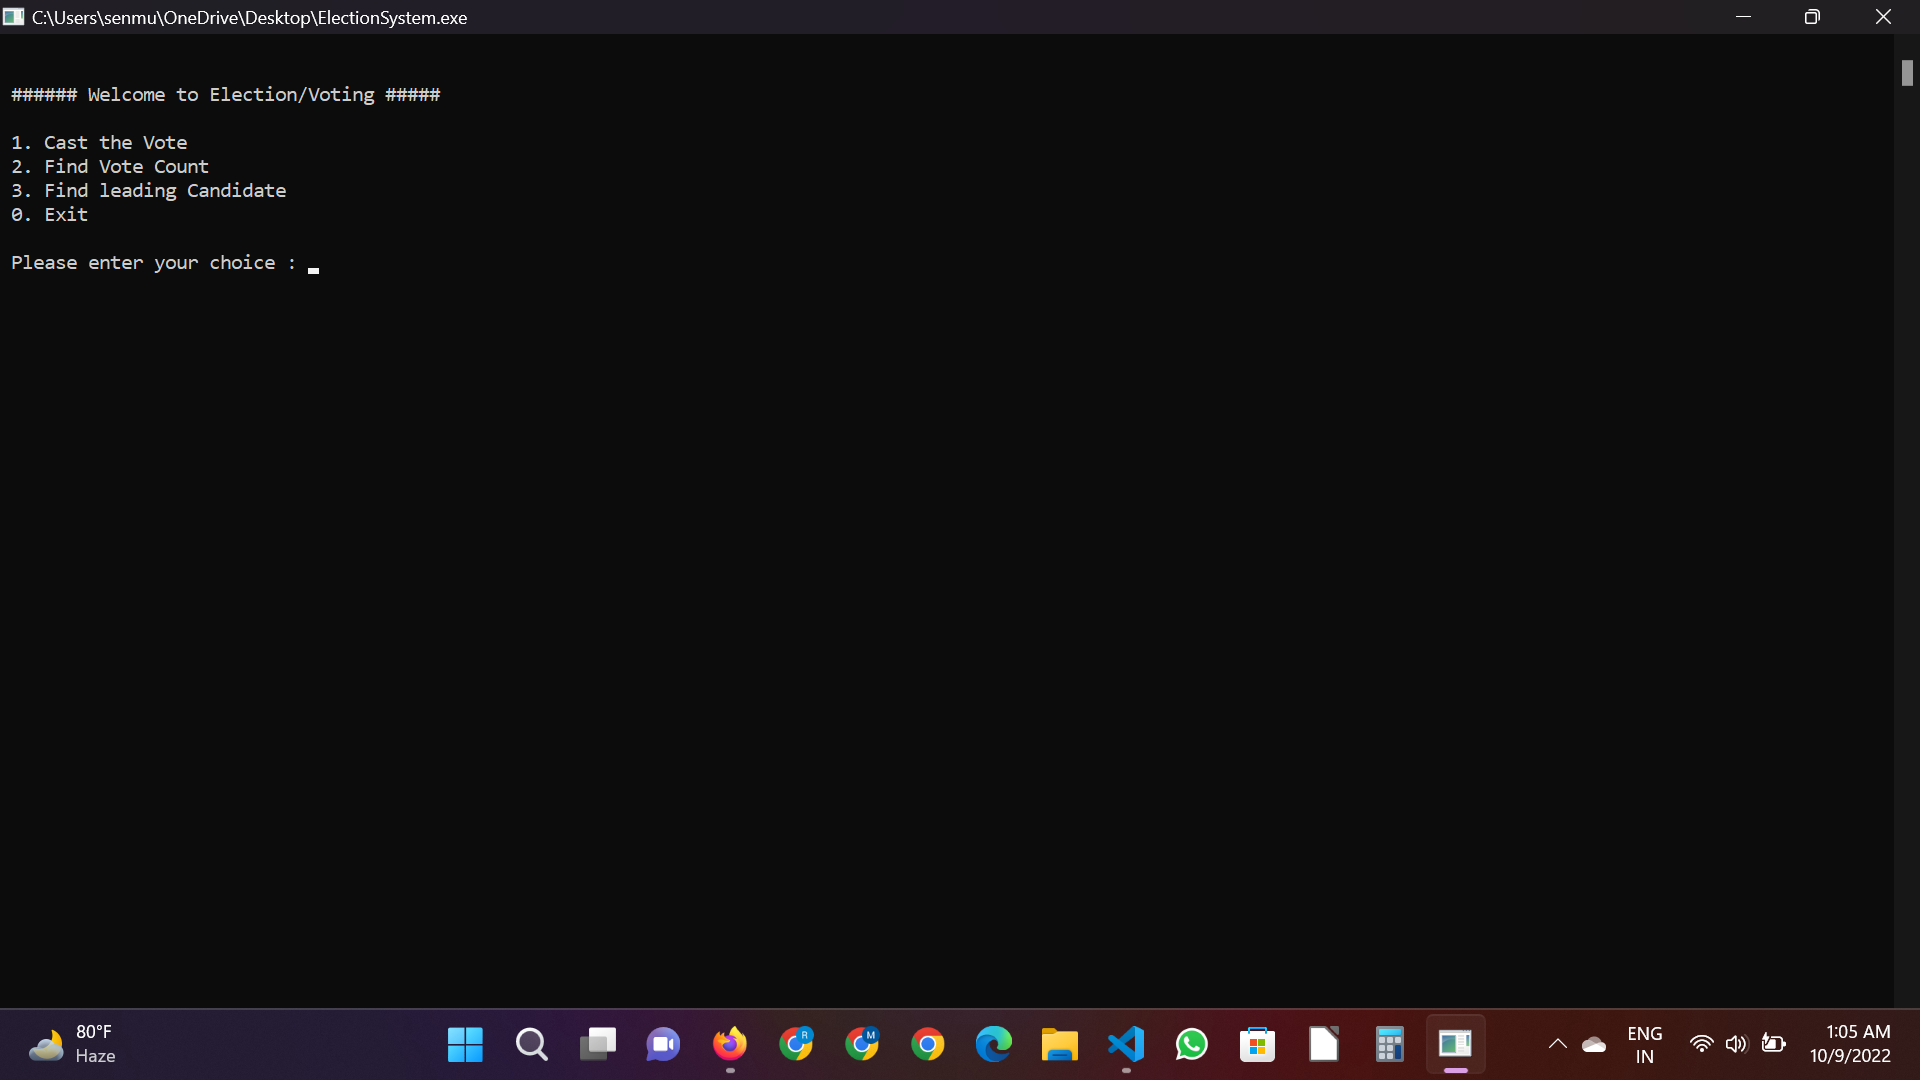 C:\Users\senmu\OneDrive\Desktop\ElectionSystem.exe
###### Welcome to Election/Voting #####
1. Cast the Vote
2. Find Vote Count
3. Find leading Candidate
0. Exit
Please enter your choice : _
80°F
Haze
R
M
ENG
IN
1:05 AM
10/9/2022